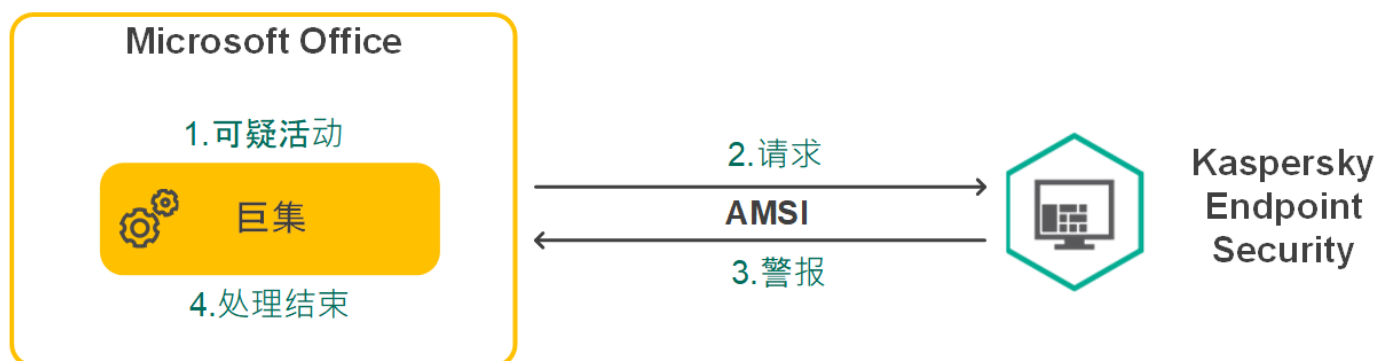 Microsoft Office
1.可疑活动
巨集
4.处理结束
2.请求
AMSI
3.警报
Kaspersky
Endpoint
Security